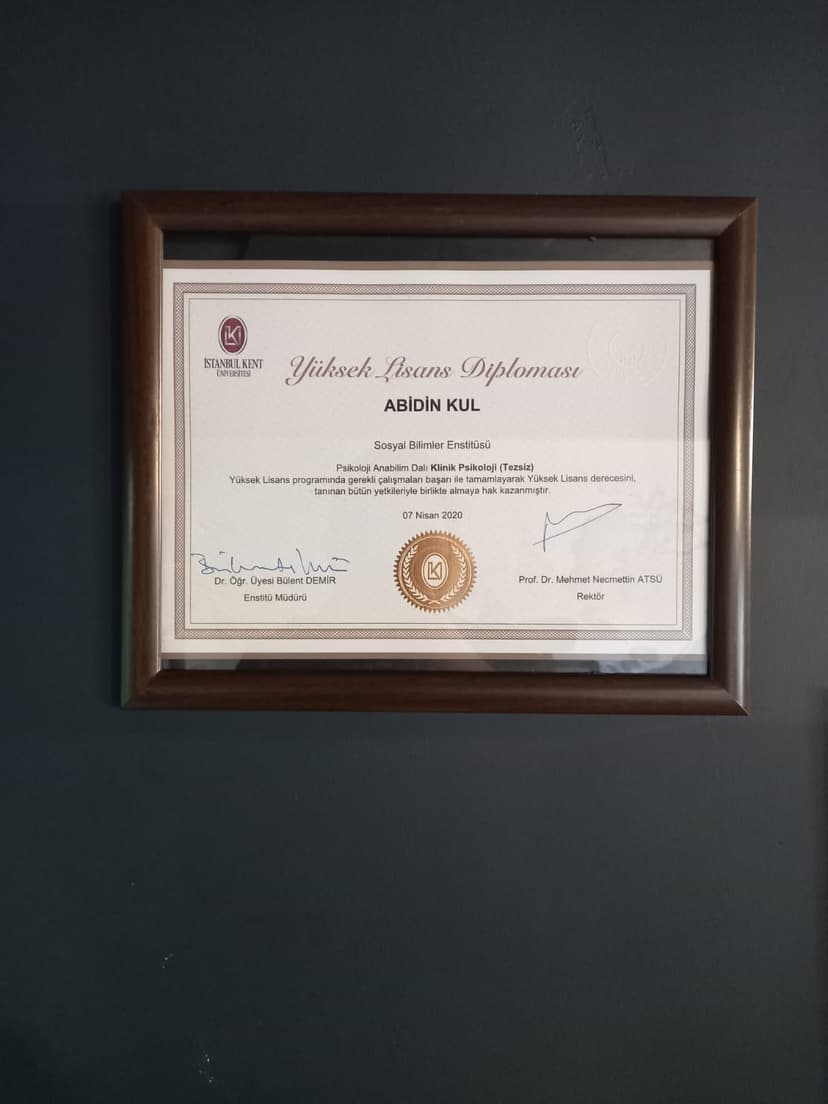 İSTANBUL KENT
ÜNİVERSİTESİ
Yüksek Lisans Diploması
ABİDİN KUL
Sosyal Bilimler Enstitüsü
Psikoloji Anabilim Dalı Klinik Psikoloji (Tezsiz)
Yüksek Lisans programında gerekli çalışmaları başarı ile tamamlayarak Yüksek Lisans derecesini,
tanınan bütün yetkileriyle birlikte almaya hak kazanmıştır.
07 Nisan 2020
Dr. Öğr. Üyesi Bülent DEMİR
Enstitü Müdürü
Prof. Dr. Mehmet Necmettin ATSÜ
Rektör